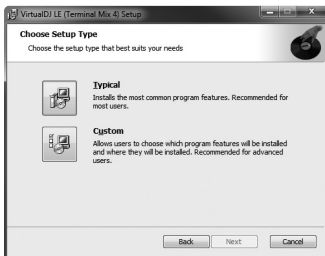 VirtualDJ LE (Terminal Mix 4) Setup
Choose Setup Type
Choose the setup type that best suits your needs
Typical
Installs the most common program features. Recommended for
most users.
Custom
Allows users to choose which program features will be installed
and where they will be installed. Recommended for advanced
users.
Back
Next
Cancel